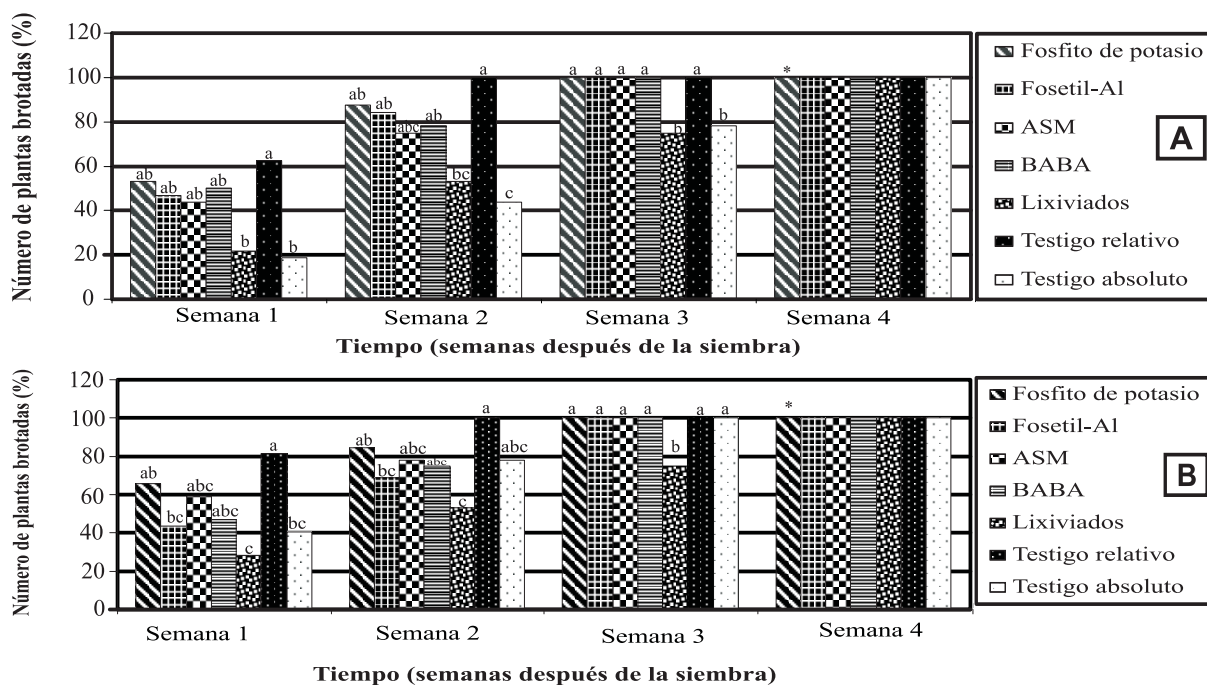 Número de plantas brotadas (%)
120
100
80
60
40
20
0
ab
ab
ab
ab
b
a
b
ab
ab
abc
ab
bc
a
c
a
a
a
a
b
a
b
*
Semana 1
Semana 2
Semana 3
Semana 4
Tiempo (semanas después de la siembra)
Fosfito de potasio
Fosetil-Al
ASM
BABA
Lixiviados
Testigo relativo
Testigo absoluto
A
Número de plantas brotadas (%)
120
100
80
60
40
20
0
ab
bc
abc
abc
c
a
bc
ab
bc
abc
abc
c
a
abc
a
a
a
a
b
a
a
*
Semana 1
Semana 2
Semana 3
Semana 4
Tiempo (semanas después de la siembra)
Fosfito de potasio
Fosetil-Al
ASM
BABA
Lixiviados
Testigo relativo
Testigo absoluto
B